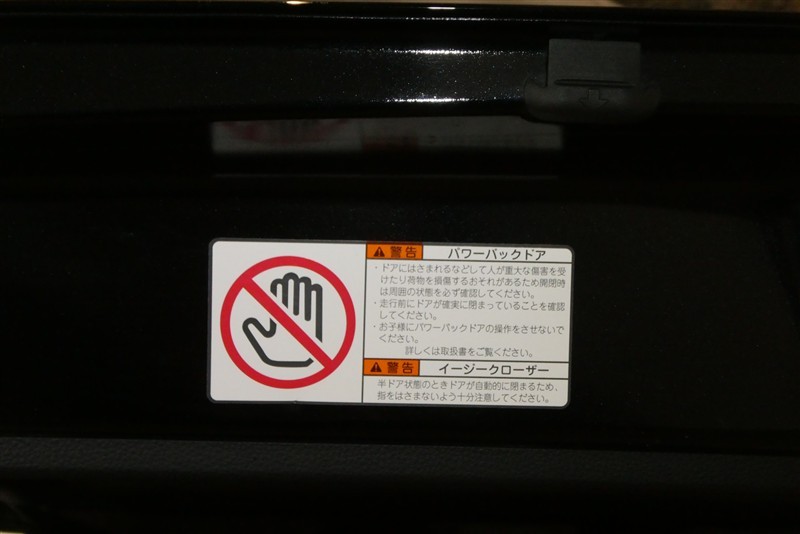 警告 パワーバックドア
・ドアにはさまれるなどして人が重大な傷害を受
けたり荷物を損傷するおそれがあるため開閉時
は周囲の状態を必ず確認してください。
・走行前にドアが確実に閉まっていることを確認
してください。
・お子様にパワーバックドアの操作をさせないで
ください。
詳しくは取扱書をご覧ください。
警告 イージークローザー
半ドア状態のときドアが自動的に閉まるため、
指をはさまないよう十分注意してください。